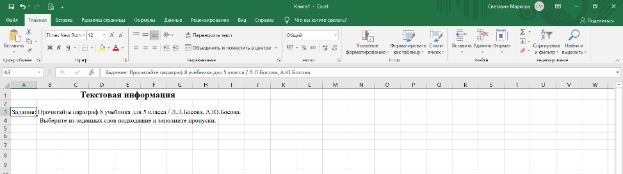 Книга1 - Excel
Светлана Маркова
Файл Главная Вставка Разметка страницы Формулы Данные Рецензирование Вид Справка Что вы хотите сделать?
Поделиться
Вставить
Times New Roman 12
Ж К Ч
Переносить текст
Объединить и поместить в центре
Общий
Условное форматирование
Форматировать как таблицу
Стили ячеек
Вставить
Удалить
Формат
Сортировка и фильтр
Найти и выделить
Буфер обмена Шрифт Выравнивание Число Стили Ячейки Редактирование
A3 fx Задание: Прочитайте параграф 8 учебника для 5 класса / Л.Л.Босова, А.Ю.Босова.
A B C D E F G H I J K L M N O P Q R S T U V W
1 Текстовая информация
2
3 Задание: Прочитайте параграф 8 учебника для 5 класса / Л.Л.Босова, А.Ю.Босова.
4 Выберите из заданных слов подходящие и заполните пропуски.
5
6
7
8
9